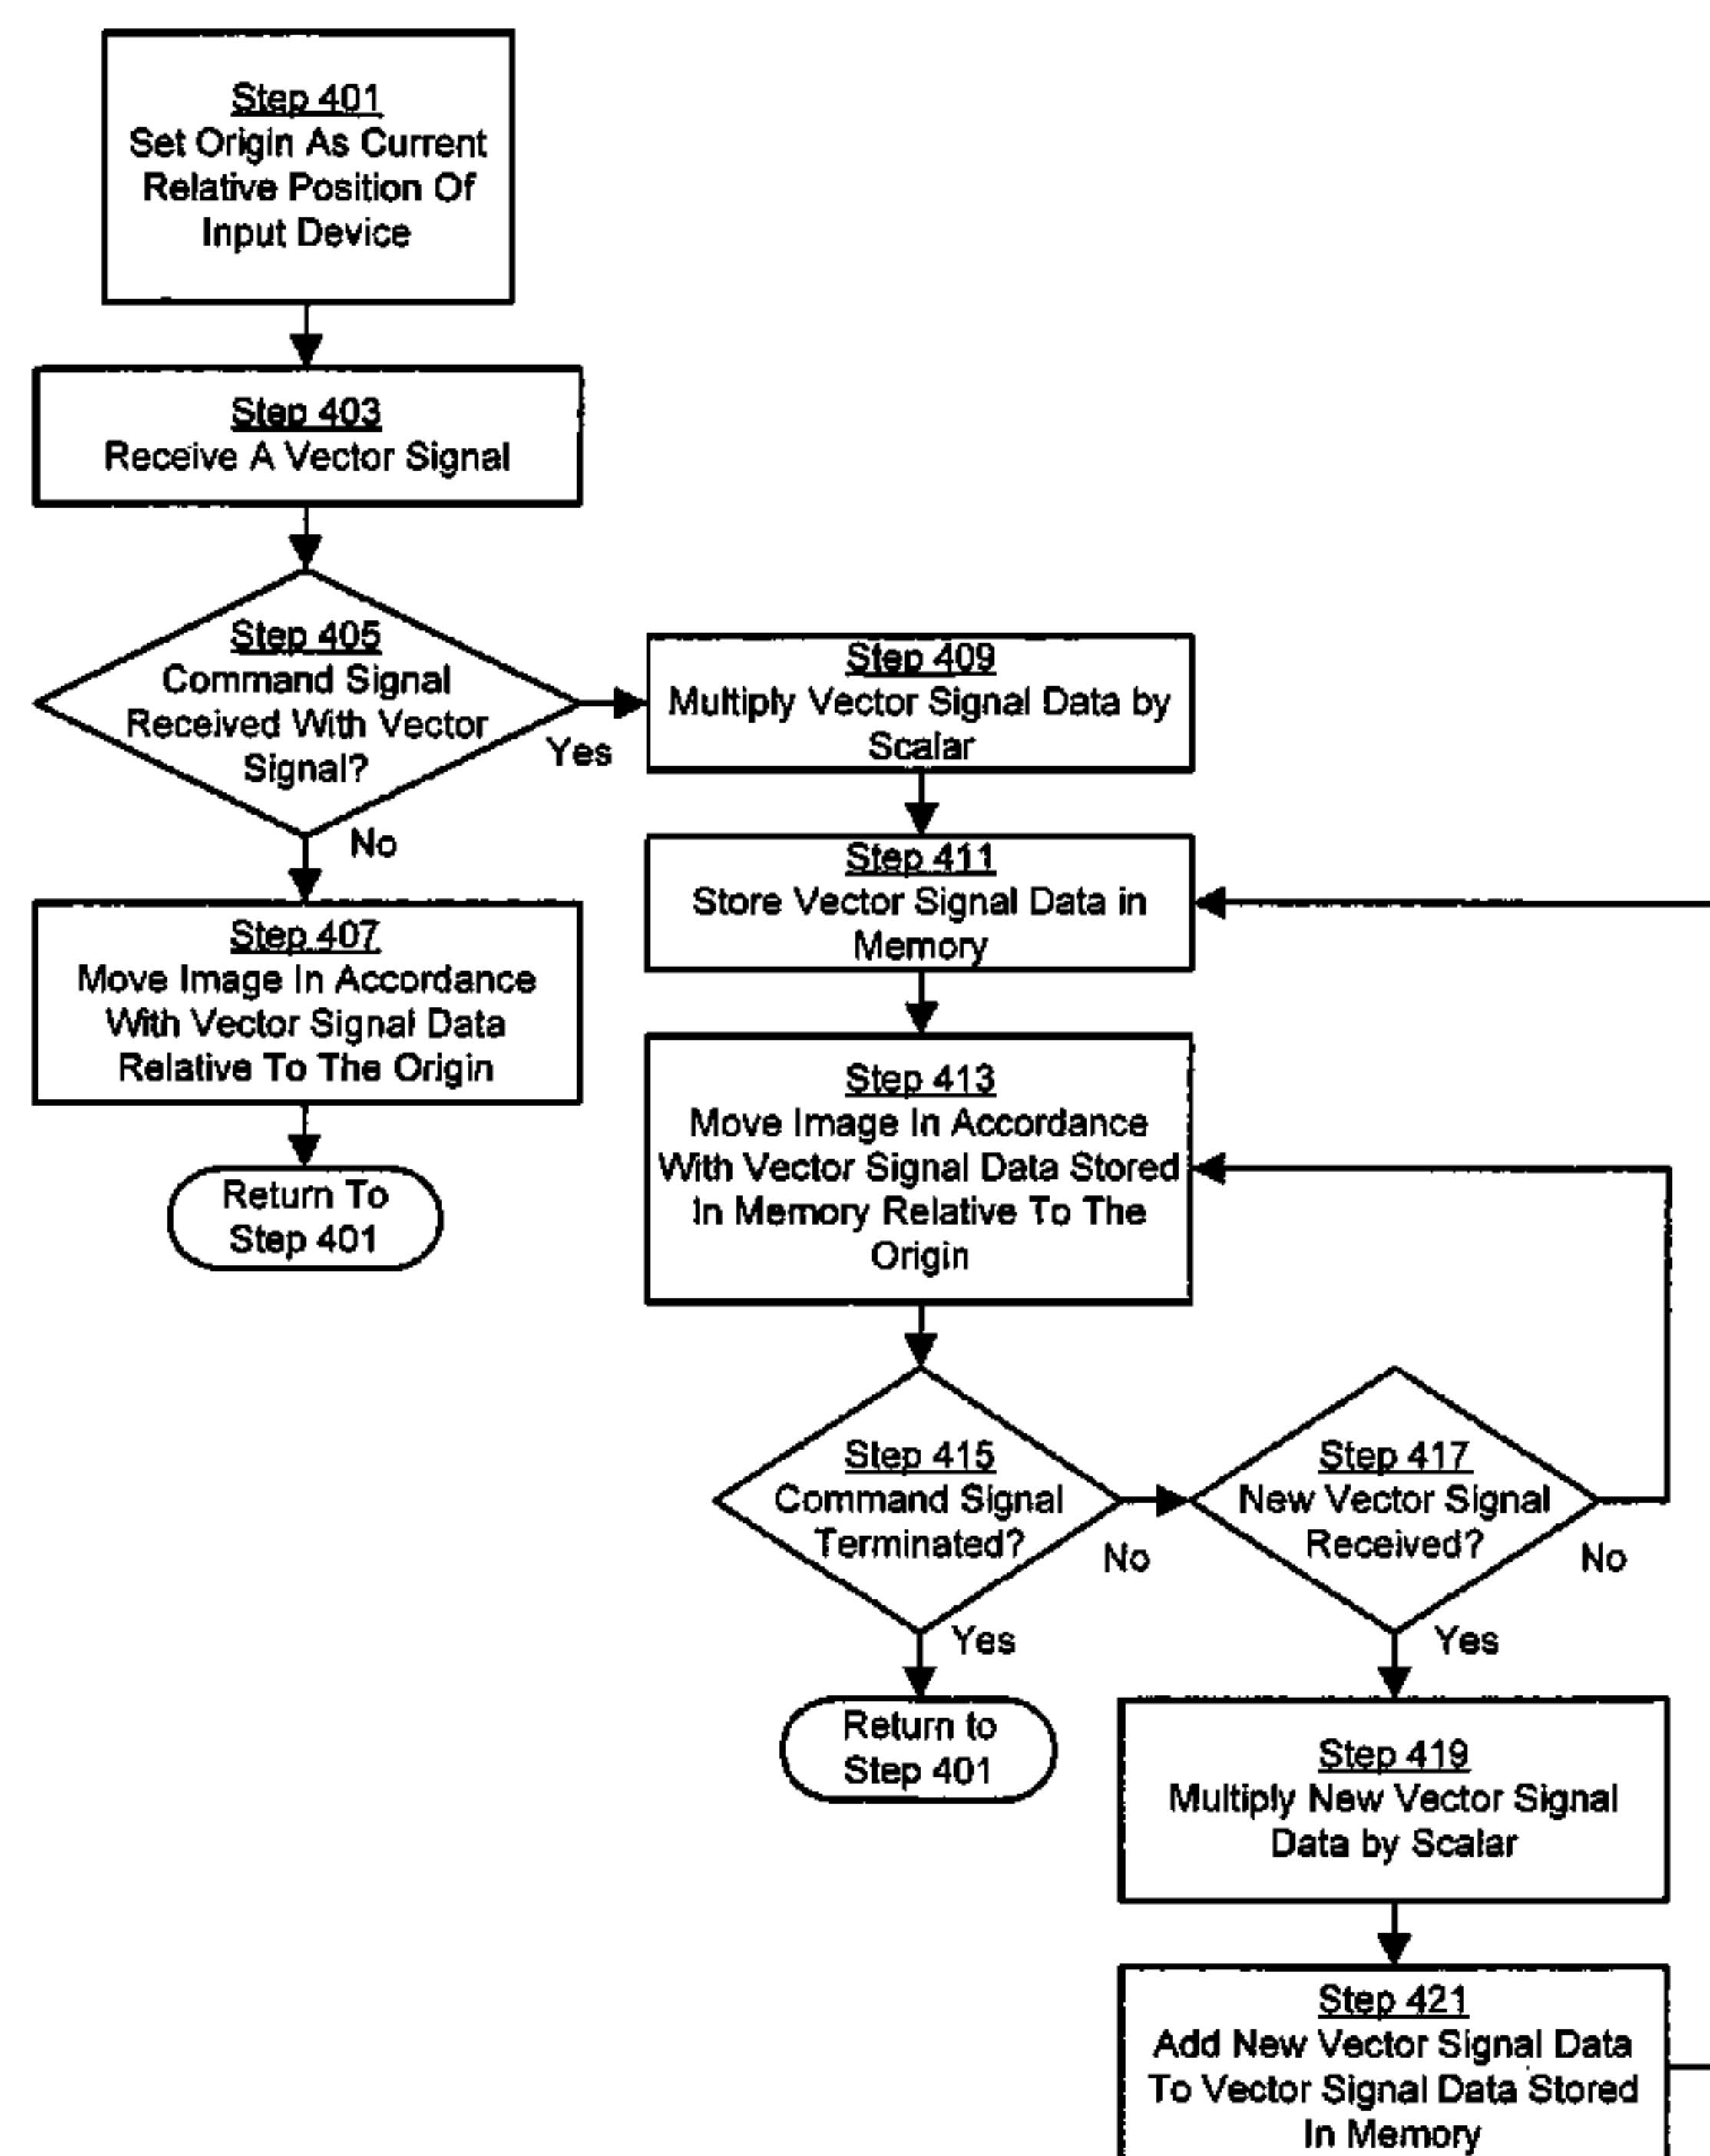 Step 401
Set Origin As Current
Relative Position Of
Input Device
Step 403
Receive A Vector Signal
Step 405
Command Signal
Received With Vector
Signal?
Yes
No
Step 407
Move Image In Accordance
With Vector Signal Data
Relative To The Origin
Return To
Step 401
Step 409
Multiply Vector Signal Data by
Scalar
Step 411
Store Vector Signal Data in
Memory
Step 413
Move Image In Accordance
With Vector Signal Data Stored
In Memory Relative To The
Origin
Step 415
Command Signal
Terminated?
No
Yes
Return to
Step 401
Step 417
New Vector Signal
Received?
No
Yes
Step 419
Multiply New Vector Signal
Data by Scalar
Step 421
Add New Vector Signal Data
To Vector Signal Data Stored
In Memory